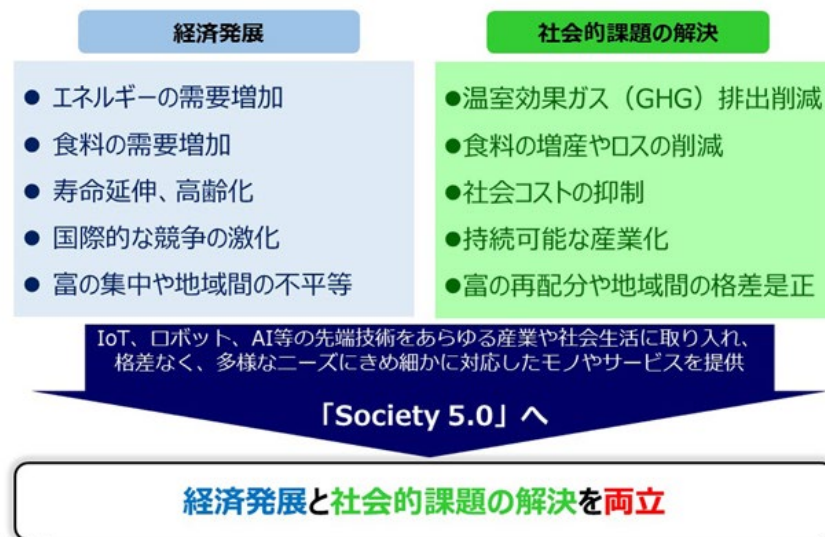 経済発展
● エネルギーの需要増加
● 食料の需要増加
● 寿命延伸、高齢化
● 国際的な競争の激化
● 富の集中や地域間の不平等
社会的課題の解決
●温室効果ガス（GHG）排出削減
●食料の増産やロスの削減
●社会コストの抑制
●持続可能な産業化
●富の再配分や地域間の格差是正
IoT、ロボット、AI等の先端技術をあらゆる産業や社会生活に取り入れ、
格差なく、多様なニーズにきめ細かに対応したモノやサービスを提供
「Society 5.0」へ
経済発展と社会的課題の解決を両立